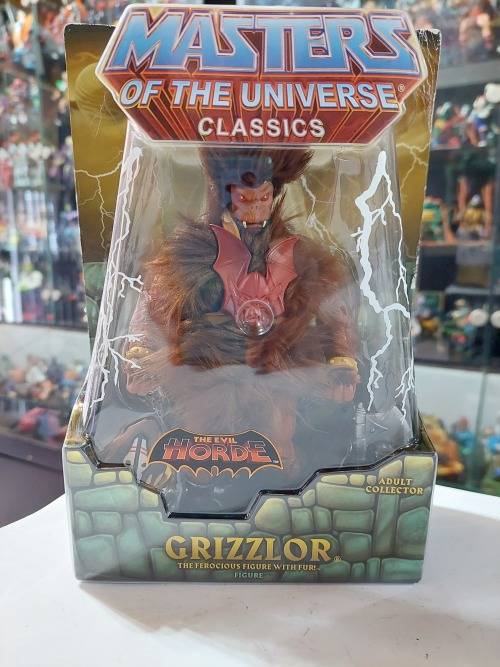 MASTERS
OF THE UNIVERSE®
CLASSICS
THE EVIL
HORDE
ADULT
COLLECTOR
GRIZZLOR®
THE FEROCIOUS FIGURE WITH FUR!
FIGURE